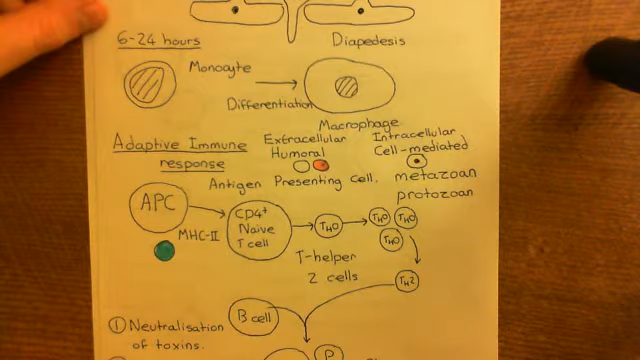 6-24 hours
Diapedesis
Monocyte
Differentiation
Macrophage
Adaptive Immune
response
Extracellular
Humoral
Intracellular
Cell-mediated
Antigen Presenting Cell.
metazoan
protozoan
APC
MHC-II
CD4+
Naive
T cell
TH0
TH0
TH0
TH0
T-helper
2 cells
TH2
B cell
① Neutralisation
of toxins.
P